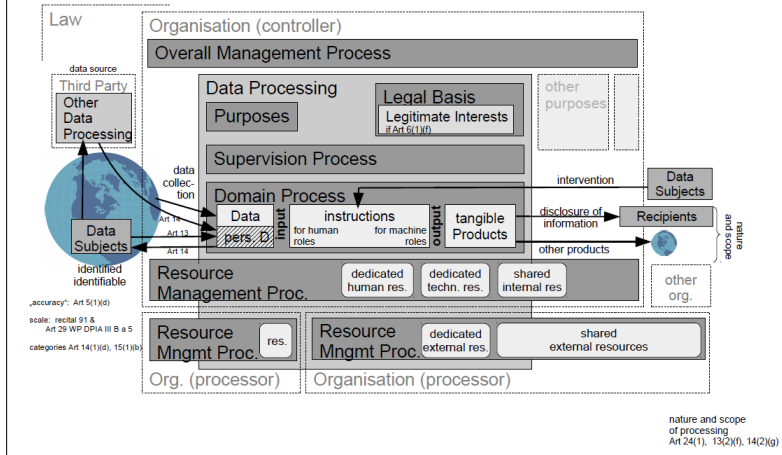 Law
Organisation (controller)
Overall Management Process
data source
Third Party
Other
Data
Processing
Data Processing
Purposes
Legal Basis
Legitimate Interests
if Art 6(1)(f)
other
purposes
Supervision Process
data
collec-
tion
Domain Process
intervention
Data
Subjects
Art 14
Art 13
Art 14
Data
Subjects
identified
identifiable
Data
pers. D.
input
instructions
for human
roles
for machine
roles
output
tangible
Products
disclosure of
information
Recipients
other products
nature
and scope
Resource
Management Proc.
dedicated
human res.
dedicated
techn. res.
shared
internal res
other
org.
„accuracy“: Art 5(1)(d)
scale: recital 91 &
Art 29 WP DPIA III B a 5
categories Art 14(1)(d), 15(1)(b)
Resource
Mngmt Proc.
res.
Org. (processor)
Resource
Mngmt Proc.
dedicated
external res.
shared
external resources
Organisation (processor)
nature and scope
of processing
Art 24(1), 13(2)(f), 14(2)(g)